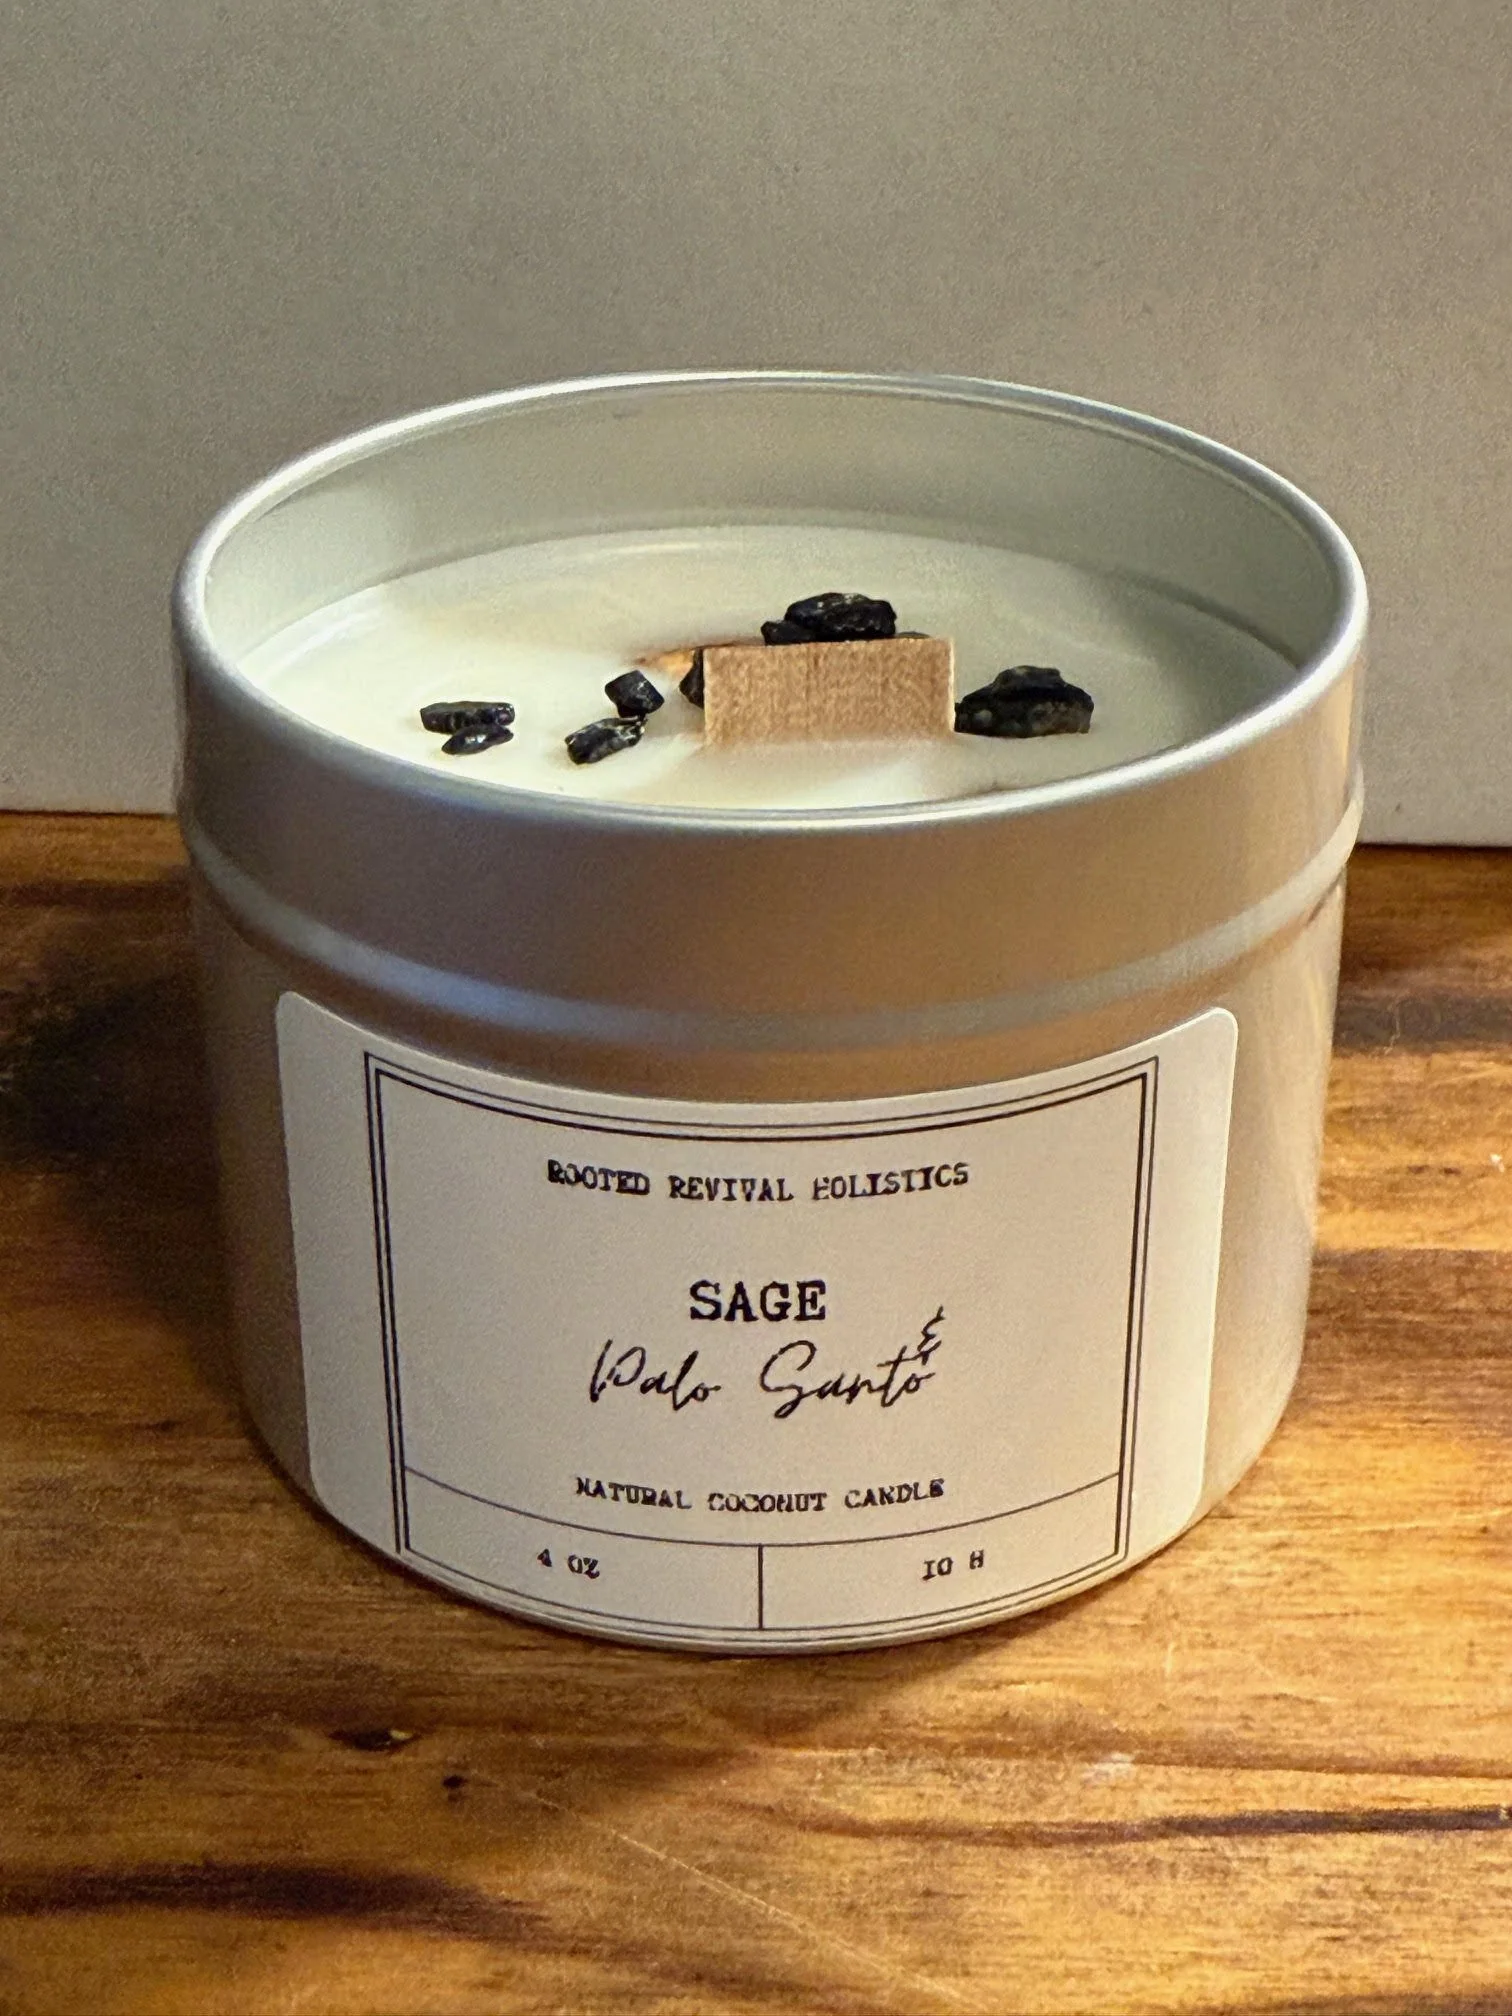 ROOTED REVIVAL HOLISTICS
SAGE
&
Palo Santo
NATURAL COCONUT CANDLE
4 OZ
10 H